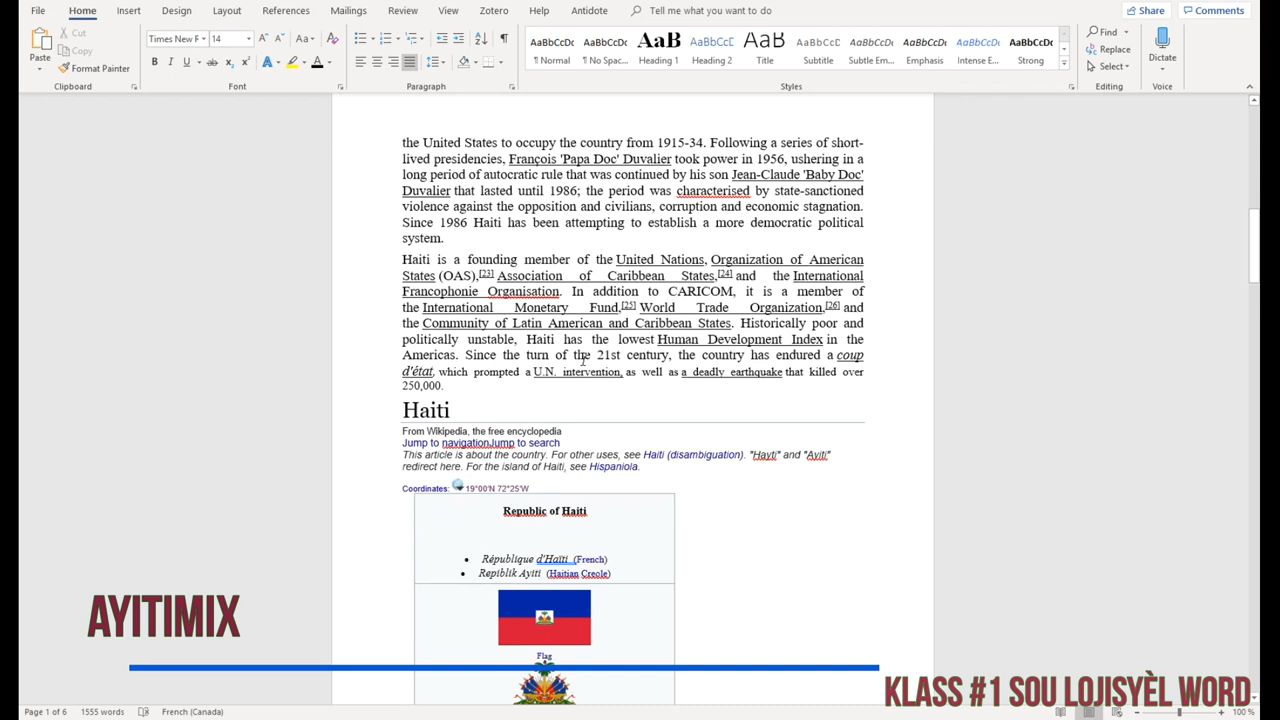 File Home Insert Design Layout References Mailings Review View Zotero Help Antidote Tell me what you want to do Share Comments
Paste Cut Copy Format Painter Times New F 14 Aa
AaBbCcDc AaBbCcDc AaB AaBbCcDc AaB AaBbCcDc AaBbCcDc AaBbCcDc AaBbCcDc AaBbCcDc
¶ Normal ¶ No Spac... Heading 1 Heading 2 Title Subtitle Subtle Em... Emphasis Intense E... Strong
Find Replace Select Dictate
Clipboard Font Paragraph Styles Editing Voice
the United States to occupy the country from 1915-34. Following a series of short-
lived presidencies, François 'Papa Doc' Duvalier took power in 1956, ushering in a
long period of autocratic rule that was continued by his son Jean-Claude 'Baby Doc'
Duvalier that lasted until 1986; the period was characterised by state-sanctioned
violence against the opposition and civilians, corruption and economic stagnation.
Since 1986 Haiti has been attempting to establish a more democratic political
system.
Haiti is a founding member of the United Nations, Organization of American
States (OAS),[23] Association of Caribbean States,[24] and the International
Francophonie Organisation. In addition to CARICOM, it is a member of
the International Monetary Fund,[25] World Trade Organization,[26] and
the Community of Latin American and Caribbean States. Historically poor and
politically unstable, Haiti has the lowest Human Development Index in the
Americas. Since the turn of the 21st century, the country has endured a coup
d'état, which prompted a U.N. intervention, as well as a deadly earthquake that killed over
250,000.
Haiti
From Wikipedia, the free encyclopedia
Jump to navigationJump to search
This article is about the country. For other uses, see Haiti (disambiguation). "Hayti" and "Ayiti"
redirect here. For the island of Haiti, see Hispaniola.
Coordinates: 19°00′N 72°25′W
Republic of Haiti
• République d'Haïti (French)
• Repiblik Ayiti (Haitian Creole)
Flag
AYITIMIX
KLASS #1 SOU LOJISYÈL WORD
Page 1 of 6 1555 words French (Canada) 100 %